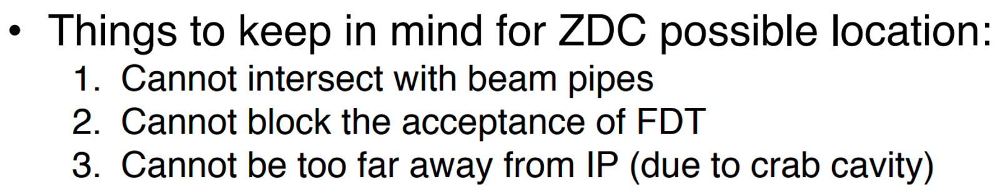 • Things to keep in mind for ZDC possible location:
1. Cannot intersect with beam pipes
2. Cannot block the acceptance of FDT
3. Cannot be too far away from IP (due to crab cavity)